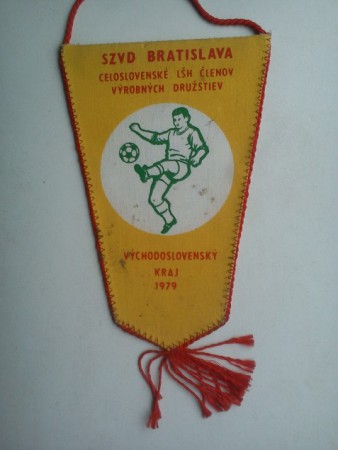 SZVD BRATISLAVA
CELOSLOVENSKÉ LŠH ČLENOV
VÝROBNÝCH DRUŽSTIEV
VÝCHODOSLOVENSKÝ
KRAJ
1979